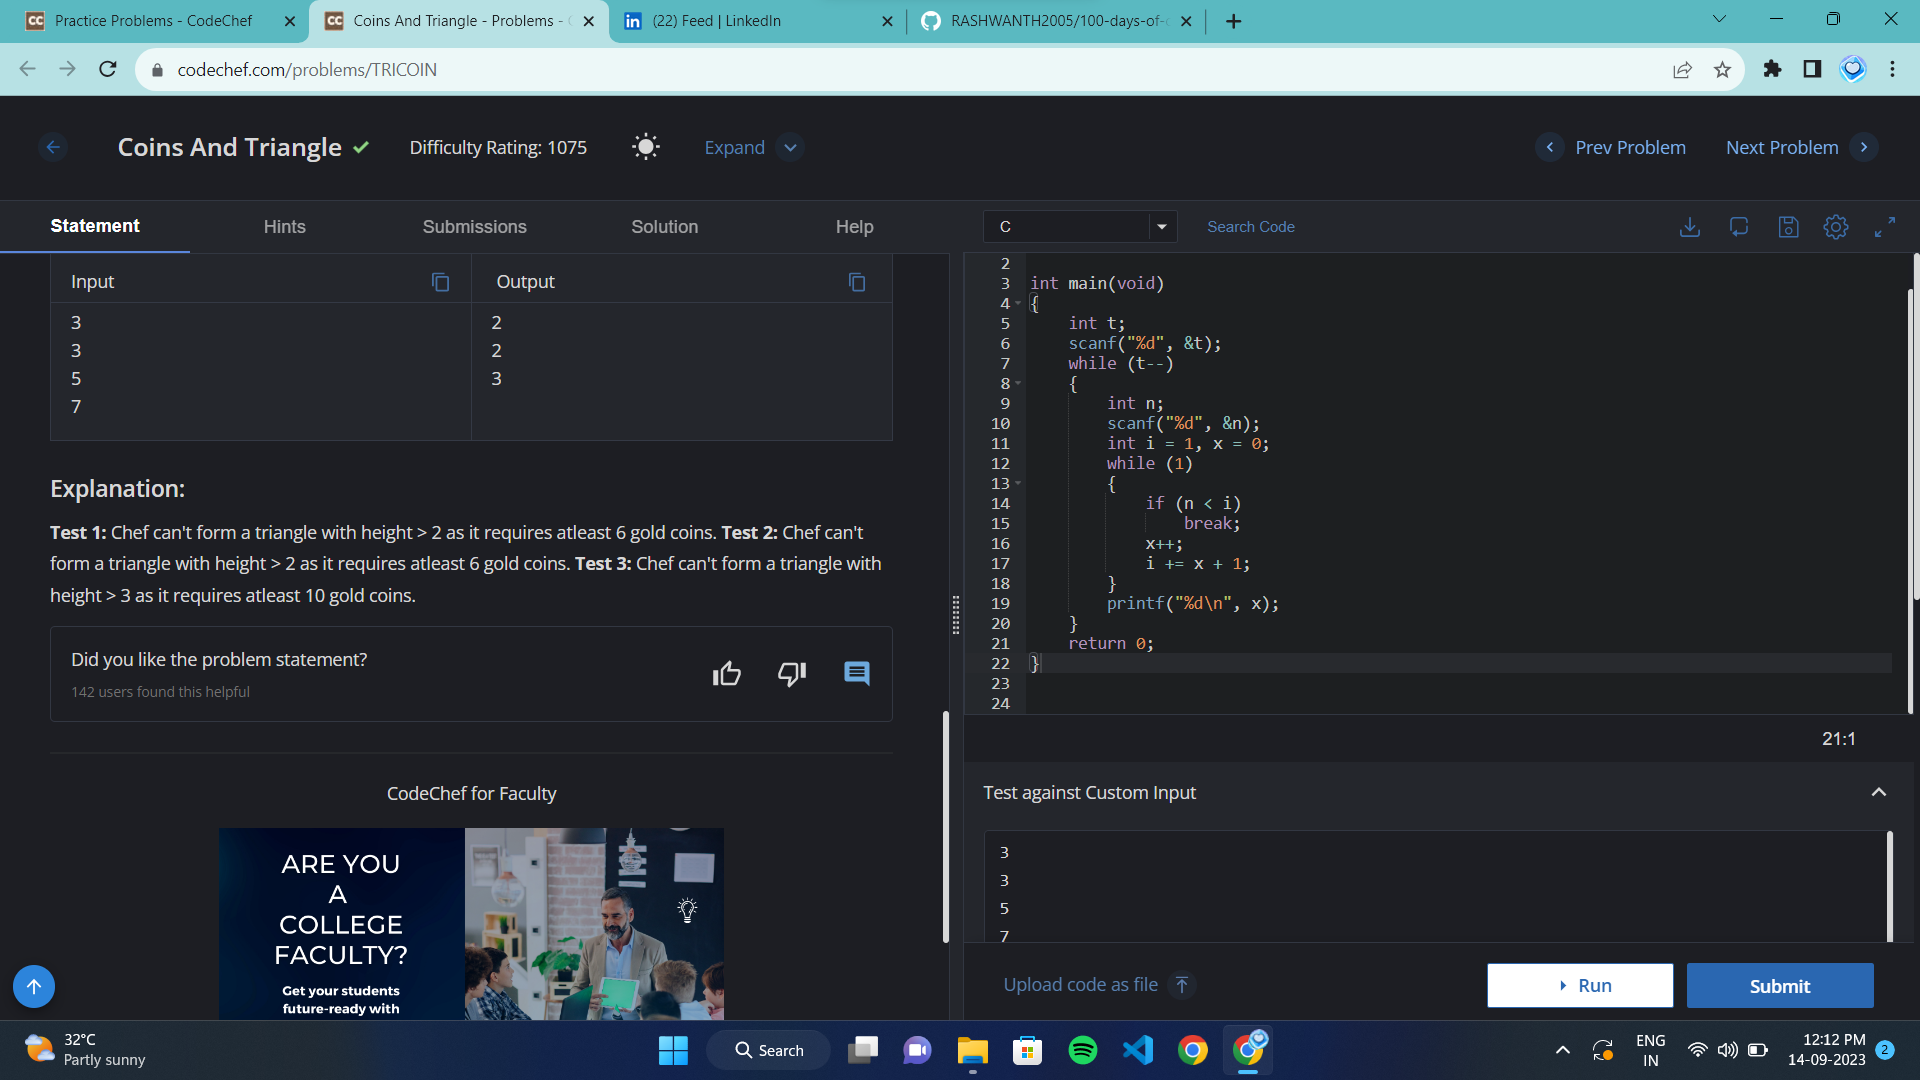 Practice Problems - CodeChef
Coins And Triangle - Problems -
(22) Feed | LinkedIn
RASHWANTH2005/100-days-of-
codechef.com/problems/TRICOIN
Coins And Triangle
Difficulty Rating: 1075
Expand
Prev Problem
Next Problem
Statement
Hints
Submissions
Solution
Help
Input
Output
3
3
5
7
2
2
3
Explanation:
Test 1: Chef can't form a triangle with height > 2 as it requires atleast 6 gold coins. Test 2: Chef can't
form a triangle with height > 2 as it requires atleast 6 gold coins. Test 3: Chef can't form a triangle with
height > 3 as it requires atleast 10 gold coins.
Did you like the problem statement?
142 users found this helpful
CodeChef for Faculty
ARE YOU
A
COLLEGE
FACULTY?
Get your students
future-ready with
C
Search Code
2
3 int main(void)
4 {
5 int t;
6 scanf("%d", &t);
7 while (t--)
8 {
9 int n;
10 scanf("%d", &n);
11 int i = 1, x = 0;
12 while (1)
13 {
14 if (n < i)
15 break;
16 x++;
17 i += x + 1;
18 }
19 printf("%d\n", x);
20 }
21 return 0;
22 }
23
24
21:1
Test against Custom Input
3
3
5
7
Upload code as file
Run
Submit
32°C
Partly sunny
Search
ENG
IN
12:12 PM
14-09-2023
2